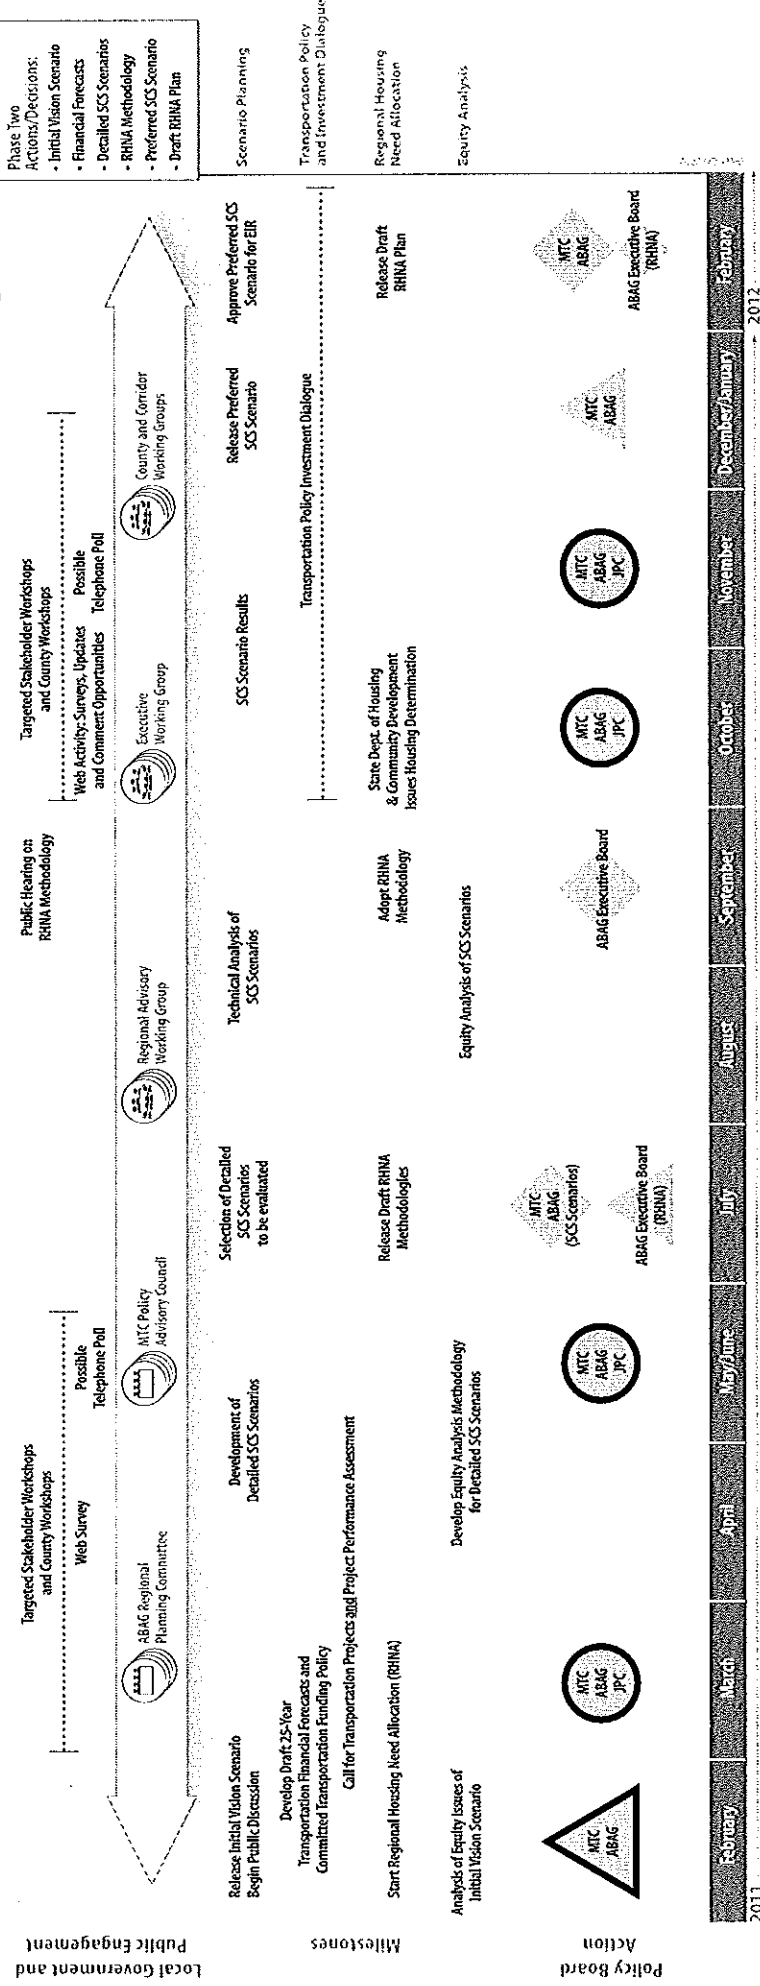 Phase Two
Actions/Decisions:
• Initial Vision Scenario
• Financial Forecasts
• Detailed SCS Scenarios
• RHNA Methodology
• Preferred SCS Scenario
• Draft RHNA Plan
Local Government and
Public Engagement
Targeted Stakeholder Workshops
and County Workshops
Web Survey
Possible
Telephone Poll
Public Hearing on
RHNA Methodology
Targeted Stakeholder Workshops
and County Workshops
Web Activity: Surveys, Updates
and Comment Opportunities
Possible
Telephone Poll
ABAG Regional
Planning Committee
MTC Policy
Advisory Council
Regional Advisory
Working Group
Executive
Working Group
County and Corridor
Working Groups
Milestones
Release Initial Vision Scenario
Begin Public Discussion
Development of
Detailed SCS Scenarios
Selection of Detailed
SCS Scenarios
to be evaluated
Technical Analysis of
SCS Scenarios
SCS Scenario Results
Release Preferred
SCS Scenario
Approve Preferred SCS
Scenario for EIR
Scenario Planning
Develop Draft 25-Year
Transportation Financial Forecasts and
Committed Transportation Funding Policy
Call for Transportation Projects and Project Performance Assessment
Transportation Policy Investment Dialogue
Transportation Policy
and Investment Dialogue
Start Regional Housing Need Allocation (RHNA)
Release Draft RHNA
Methodologies
Adopt RHNA
Methodology
State Dept. of Housing
& Community Development
Issues Housing Determination
Release Draft
RHNA Plan
Regional Housing
Need Allocation
Analysis of Equity Issues of
Initial Vision Scenario
Develop Equity Analysis Methodology
for Detailed SCS Scenarios
Equity Analysis of SCS Scenarios
Equity Analysis
Policy Board
Action
MTC
ABAG
MTC
ABAG
JPC
MTC
ABAG
JPC
MTC
ABAG
(SCS Scenarios)
ABAG Executive Board
(RHNA)
ABAG Executive Board
MTC
ABAG
JPC
MTC
ABAG
JPC
MTC
ABAG
MTC
ABAG
ABAG Executive Board
(RHNA)
February
March
April
May/June
July
August
September
October
November
December/January
February
2011
2012